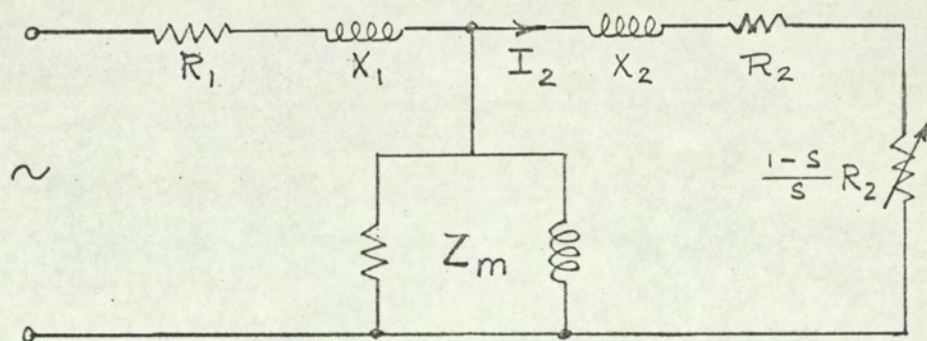 R₁
X₁
I₂
X₂
R₂
~
1-s
s
R₂
Zm